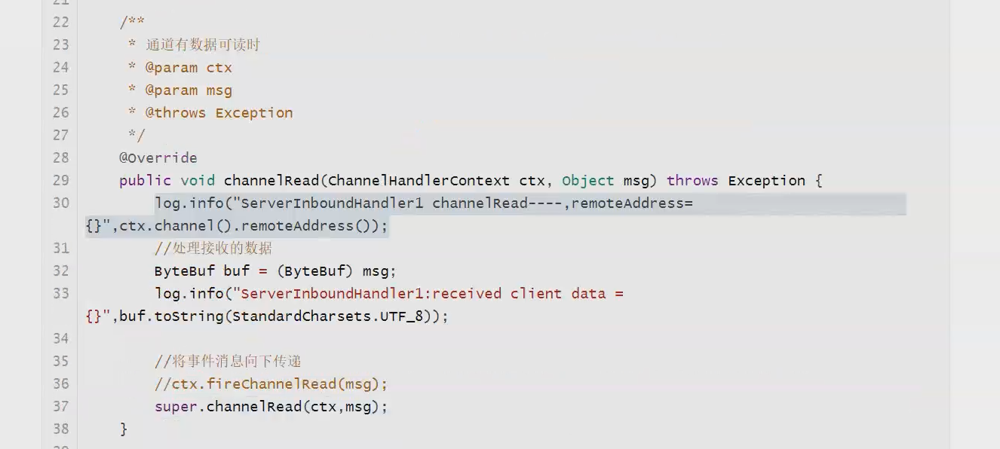 22 /**
23 * 通道有数据可读时
24 * @param ctx
25 * @param msg
26 * @throws Exception
27 */
28 @Override
29 public void channelRead(ChannelHandlerContext ctx, Object msg) throws Exception {
30 log.info("ServerInboundHandler1 channelRead----,remoteAddress=
{}",ctx.channel().remoteAddress());
31 //处理接收的数据
32 ByteBuf buf = (ByteBuf) msg;
33 log.info("ServerInboundHandler1:received client data =
{}",buf.toString(StandardCharsets.UTF_8));
34
35 //将事件消息向下传递
36 //ctx.fireChannelRead(msg);
37 super.channelRead(ctx,msg);
38 }